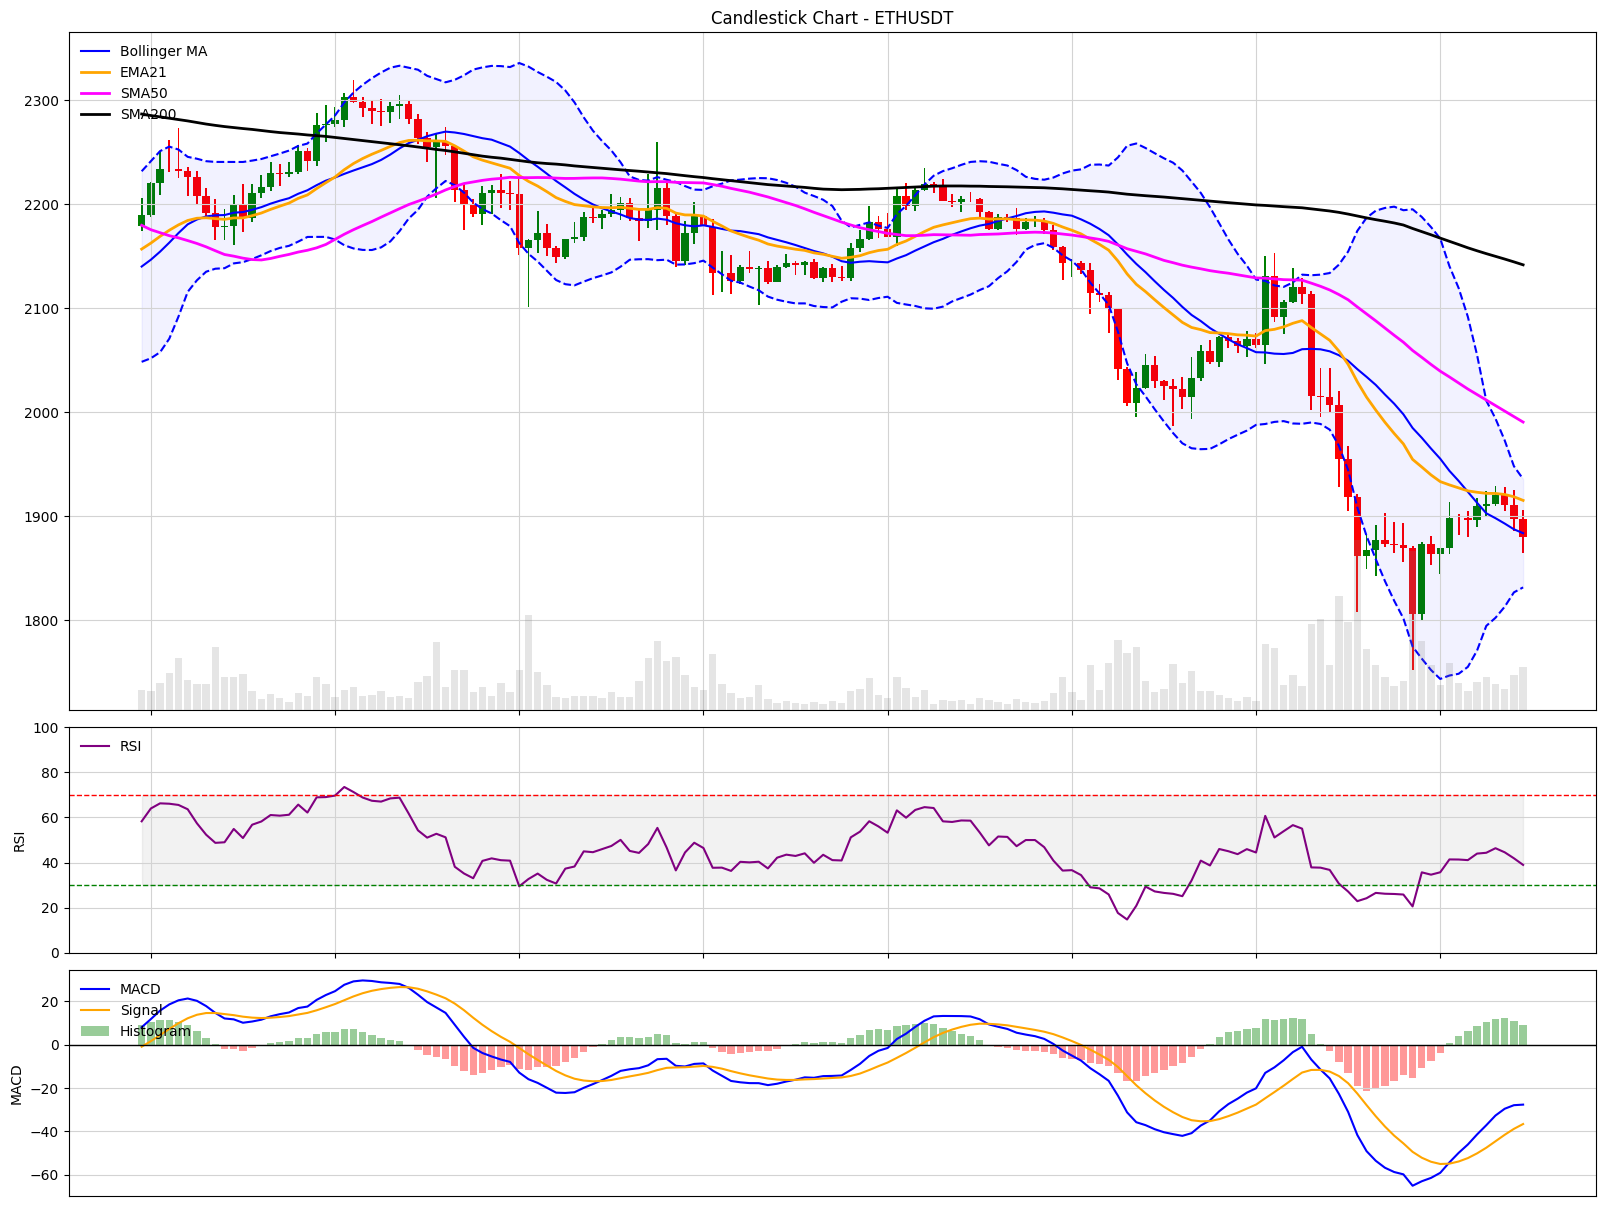 Candlestick Chart - ETHUSDT
Bollinger MA
EMA21
SMA50
SMA200
2300
2200
2100
2000
1900
1800
RSI
100
80
60
40
20
0
RSI
MACD
Signal
Histogram
20
0
−20
−40
−60
MACD